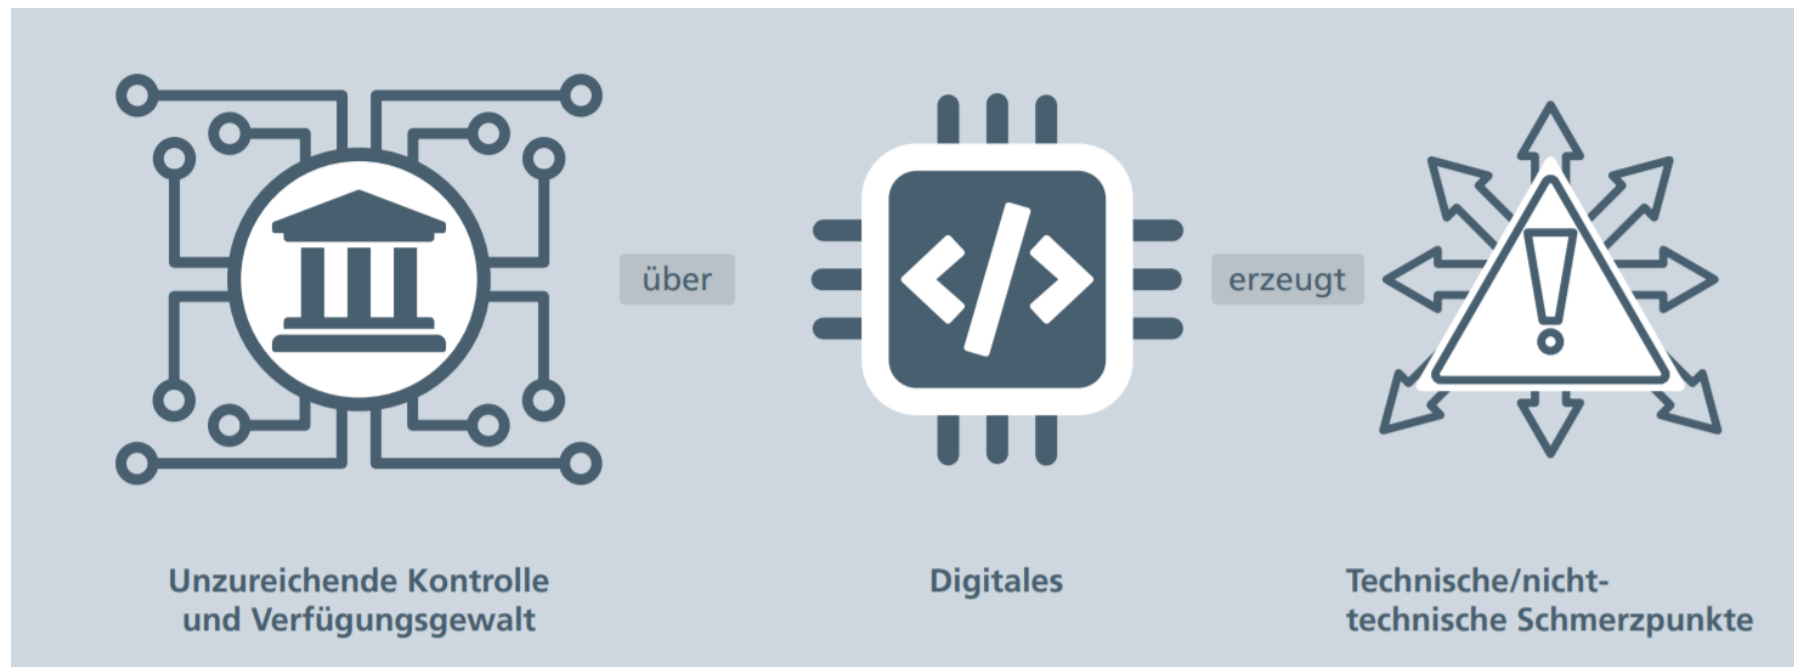 über
erzeugt
Unzureichende Kontrolle
und Verfügungsgewalt
Digitales
Technische/nicht-
technische Schmerzpunkte